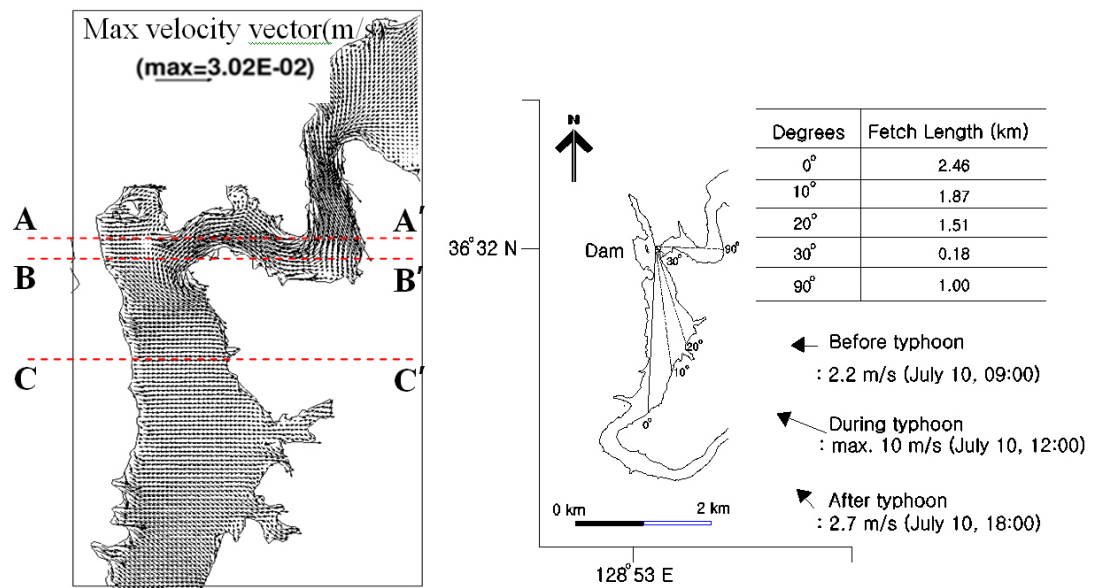 Max velocity vector(m/s)
(max=3.02E-02)
A A′
B B′
C C′
N
36° 32 N
Dam
30°
90°
20°
10°
0°
0 km 2 km
128° 53 E
Degrees Fetch Length (km)
0° 2.46
10° 1.87
20° 1.51
30° 0.18
90° 1.00
Before typhoon
: 2.2 m/s (July 10, 09:00)
During typhoon
: max. 10 m/s (July 10, 12:00)
After typhoon
: 2.7 m/s (July 10, 18:00)